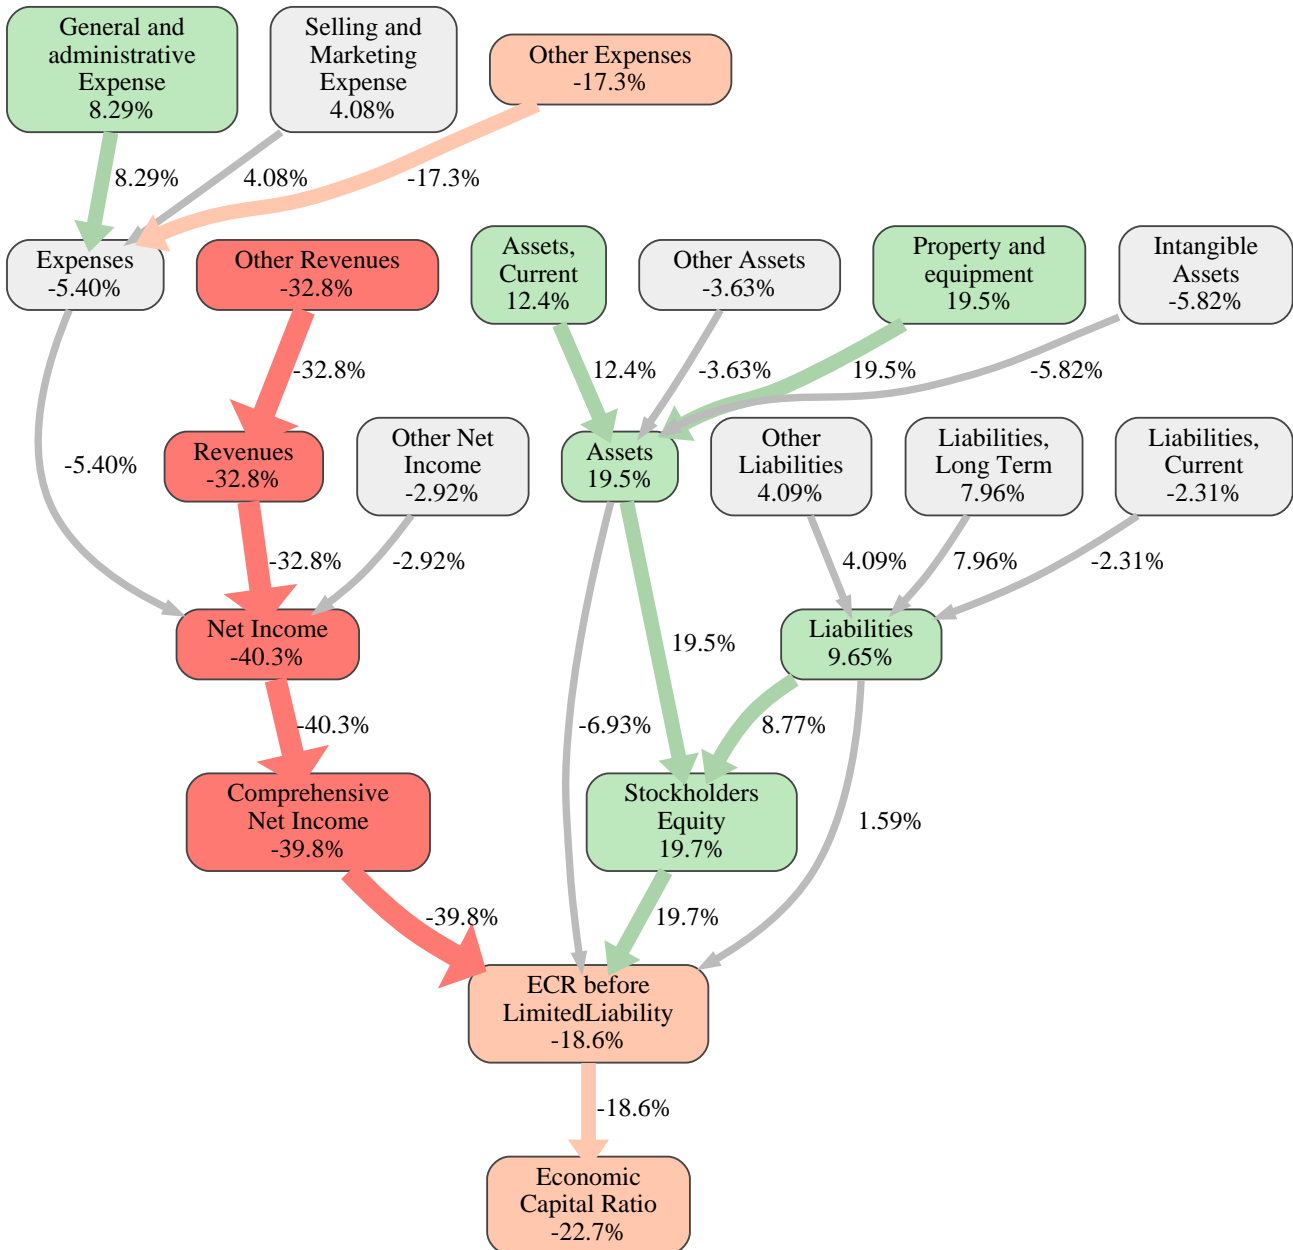 General and
administrative
Expense
8.29%
Selling and
Marketing
Expense
4.08%
Other Expenses
-17.3%
8.29%
4.08%
-17.3%
Expenses
-5.40%
Other Revenues
-32.8%
Assets,
Current
12.4%
Other Assets
-3.63%
Property and
equipment
19.5%
Intangible
Assets
-5.82%
-32.8%
12.4%
-3.63%
19.5%
-5.82%
-5.40%
Revenues
-32.8%
Other Net
Income
-2.92%
Assets
19.5%
Other
Liabilities
4.09%
Liabilities,
Long Term
7.96%
Liabilities,
Current
-2.31%
-32.8%
-2.92%
4.09%
7.96%
-2.31%
Net Income
-40.3%
19.5%
Liabilities
9.65%
-40.3%
-6.93%
8.77%
Comprehensive
Net Income
-39.8%
Stockholders
Equity
19.7%
1.59%
-39.8%
19.7%
ECR before
LimitedLiability
-18.6%
-18.6%
Economic
Capital Ratio
-22.7%